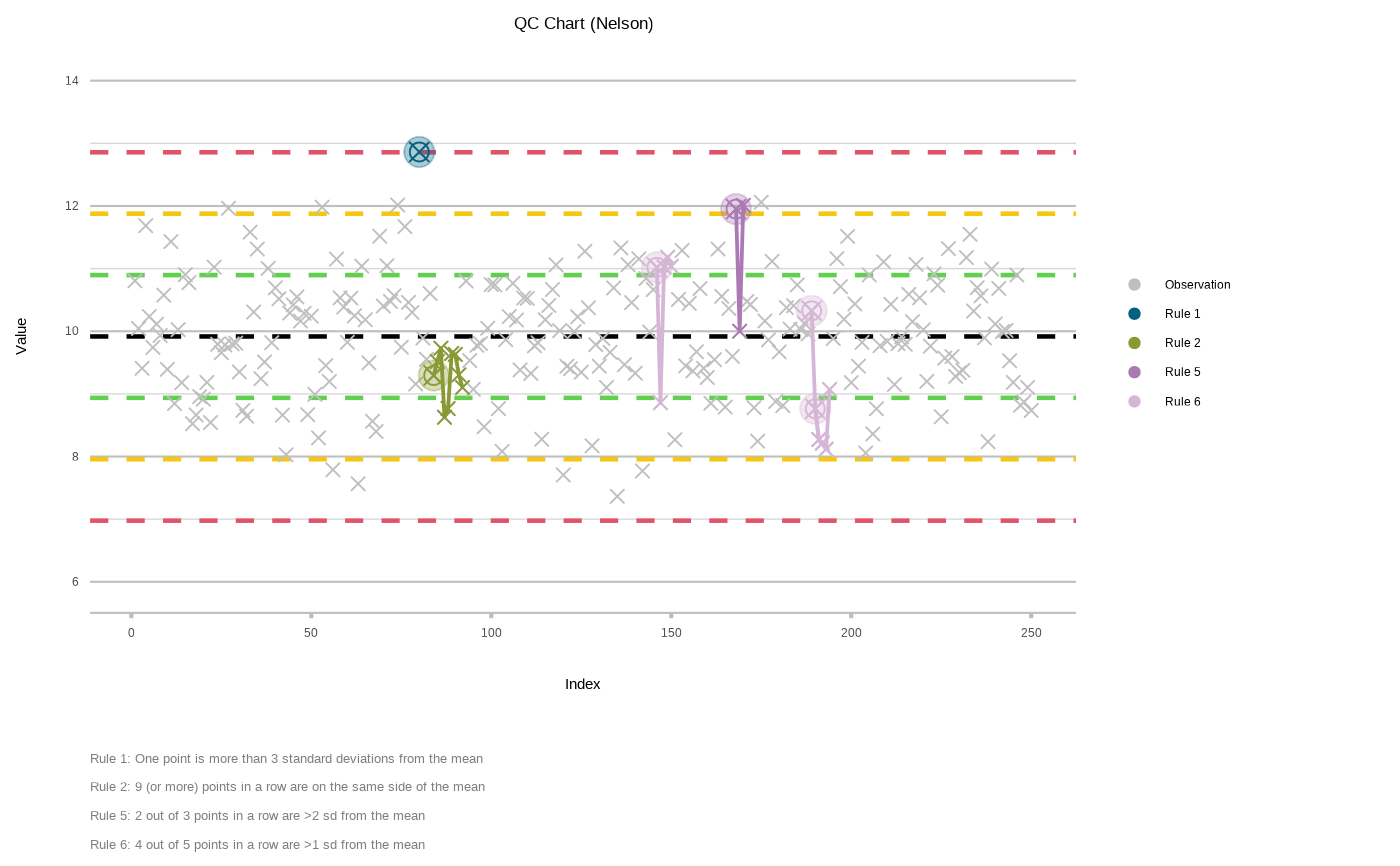 QC Chart (Nelson)
Value
14
12
10
8
6
0 50 100 150 200 250
Index
Observation
Rule 1
Rule 2
Rule 5
Rule 6
Rule 1: One point is more than 3 standard deviations from the mean
Rule 2: 9 (or more) points in a row are on the same side of the mean
Rule 5: 2 out of 3 points in a row are >2 sd from the mean
Rule 6: 4 out of 5 points in a row are >1 sd from the mean